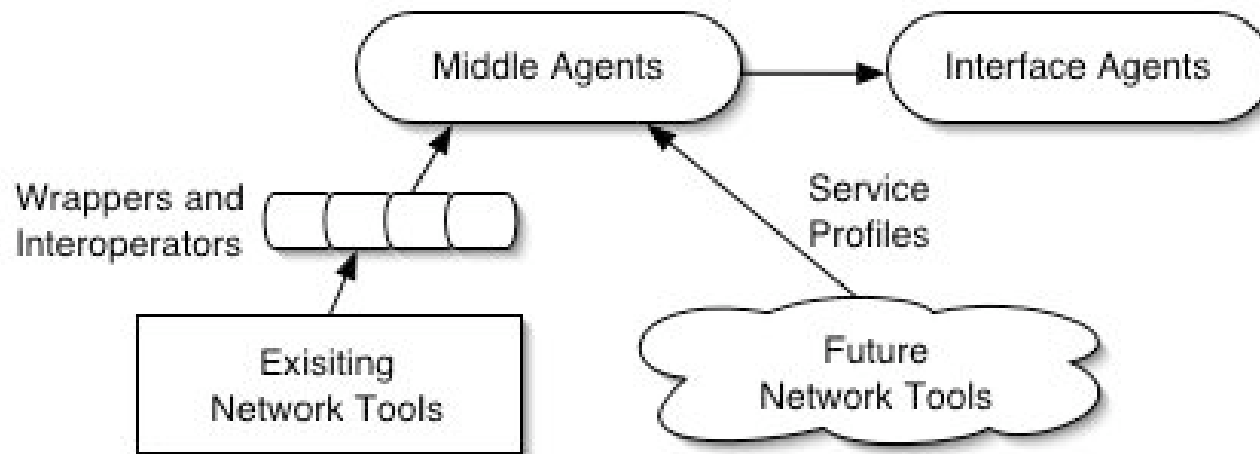 Middle Agents
Interface Agents
Wrappers and
Interoperators
Service
Profiles
Exisiting
Network Tools
Future
Network Tools